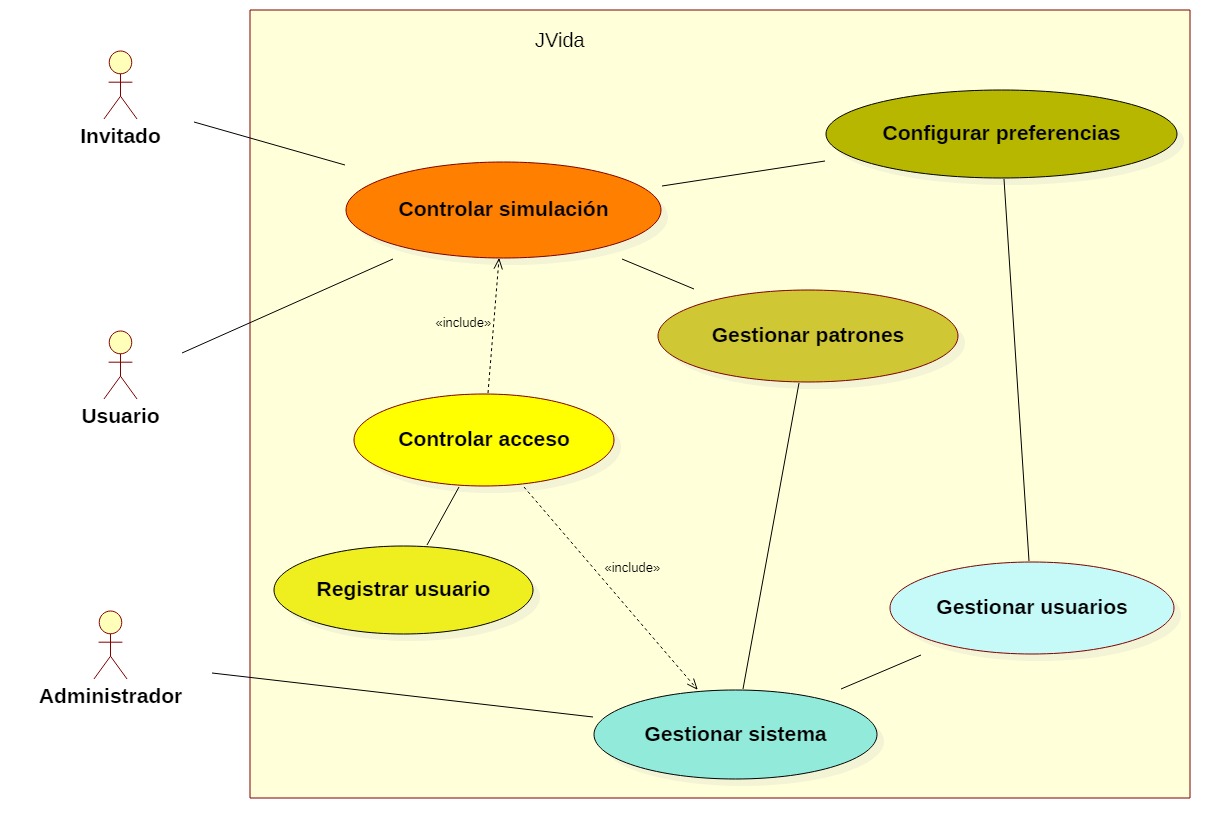 JVida
Invitado
Configurar preferencias
Controlar simulación
«include»
Gestionar patrones
Usuario
Controlar acceso
«include»
Registrar usuario
Gestionar usuarios
Administrador
Gestionar sistema